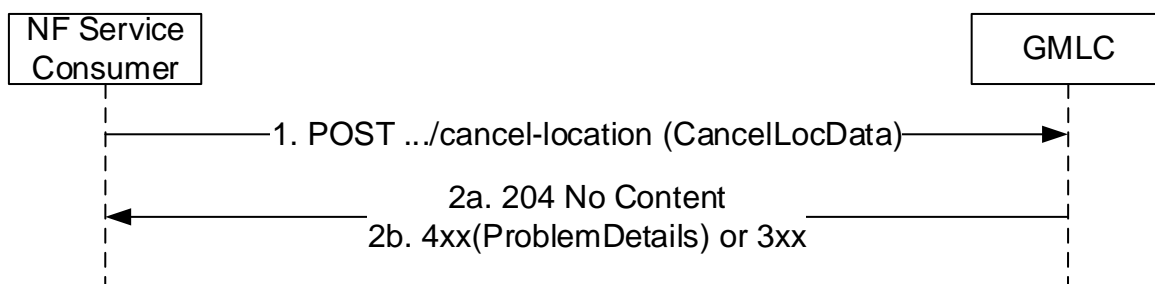 NF Service
Consumer
GMLC
1. POST .../cancel-location (CancelLocData)
2a. 204 No Content
2b. 4xx(ProblemDetails) or 3xx